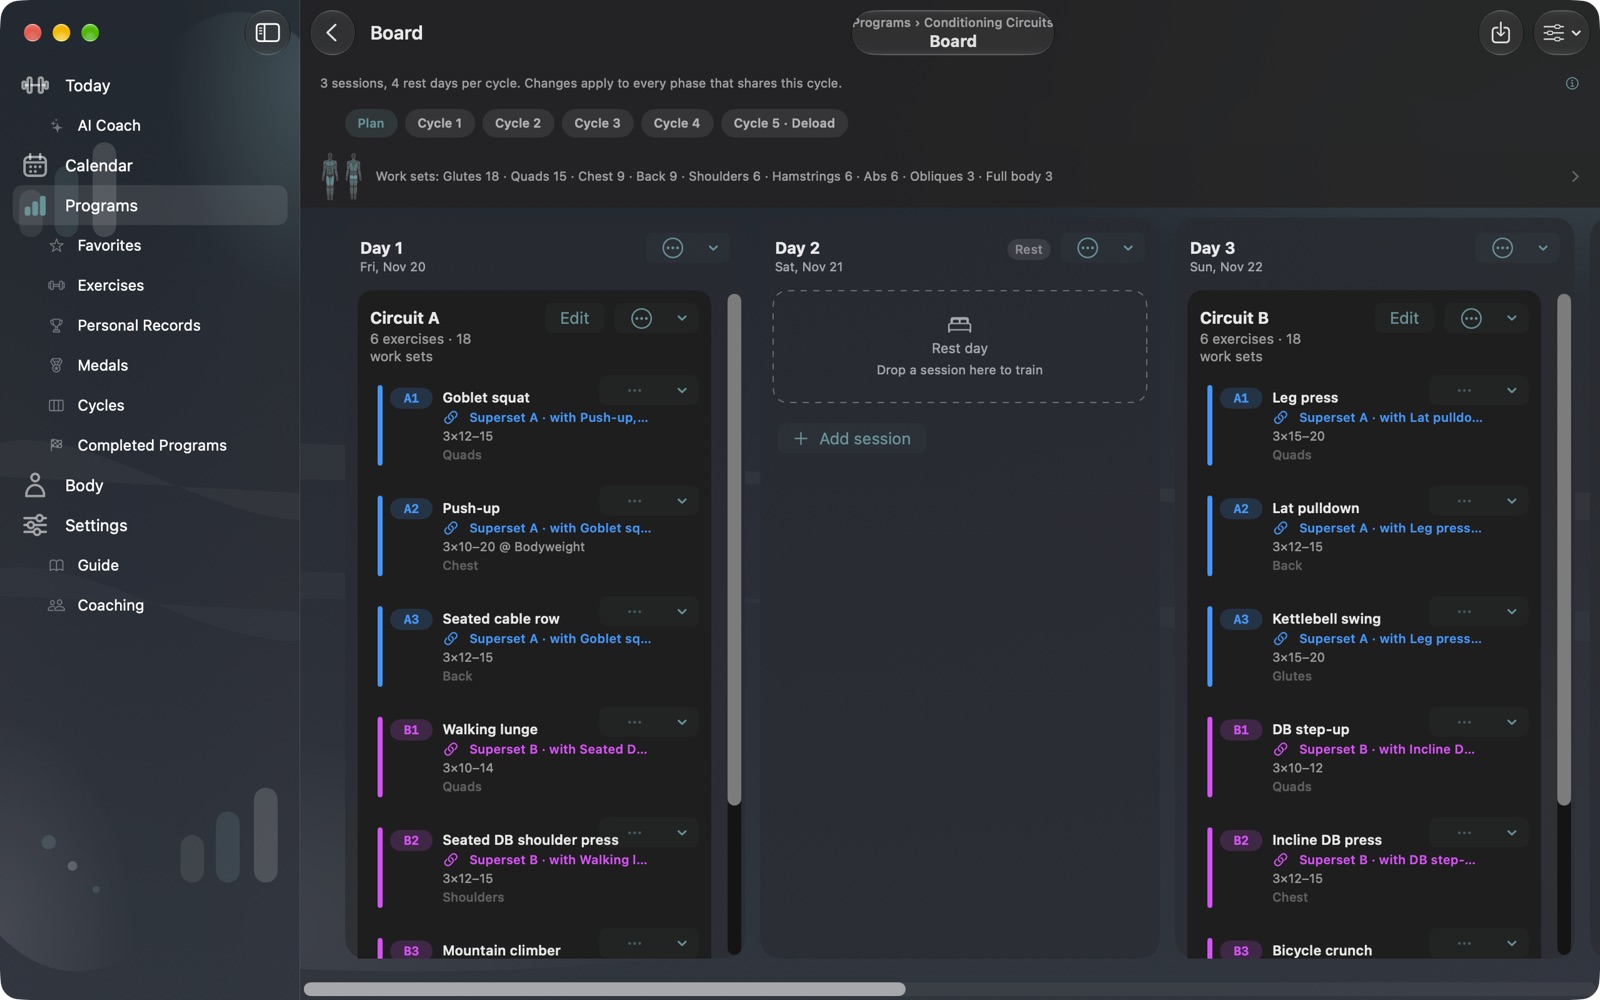 Today
AI Coach
Calendar
Programs
Favorites
Exercises
Personal Records
Medals
Cycles
Completed Programs
Body
Settings
Guide
Coaching
Board
Programs › Conditioning Circuits
Board
3 sessions, 4 rest days per cycle. Changes apply to every phase that shares this cycle.
Plan
Cycle 1
Cycle 2
Cycle 3
Cycle 4
Cycle 5 · Deload
Work sets: Glutes 18 · Quads 15 · Chest 9 · Back 9 · Shoulders 6 · Hamstrings 6 · Abs 6 · Obliques 3 · Full body 3
Day 1
Fri, Nov 20
Circuit A
Edit
6 exercises · 18
work sets
A1
Goblet squat
Superset A · with Push-up,...
3×12–15
Quads
A2
Push-up
Superset A · with Goblet sq...
3×10–20 @ Bodyweight
Chest
A3
Seated cable row
Superset A · with Goblet sq...
3×12–15
Back
B1
Walking lunge
Superset B · with Seated D...
3×10–14
Quads
B2
Seated DB shoulder press
Superset B · with Walking l...
3×12–15
Shoulders
B3
Mountain climber
Day 2
Sat, Nov 21
Rest
Rest day
Drop a session here to train
Add session
Day 3
Sun, Nov 22
Circuit B
Edit
6 exercises · 18
work sets
A1
Leg press
Superset A · with Lat pulldo...
3×15–20
Quads
A2
Lat pulldown
Superset A · with Leg press...
3×12–15
Back
A3
Kettlebell swing
Superset A · with Leg press...
3×15–20
Glutes
B1
DB step-up
Superset B · with Incline D...
3×10–12
Quads
B2
Incline DB press
Superset B · with DB step-...
3×12–15
Chest
B3
Bicycle crunch